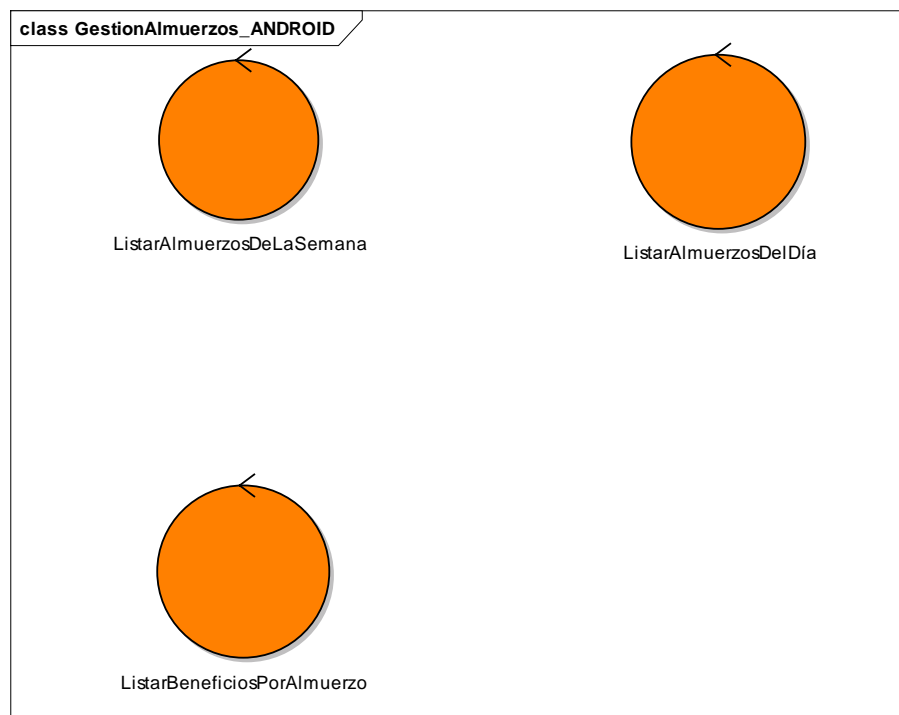 class GestionAlmuerzos_ANDROID
ListarAlmuerzosDeLaSemana
ListarAlmuerzosDelDía
ListarBeneficiosPorAlmuerzo